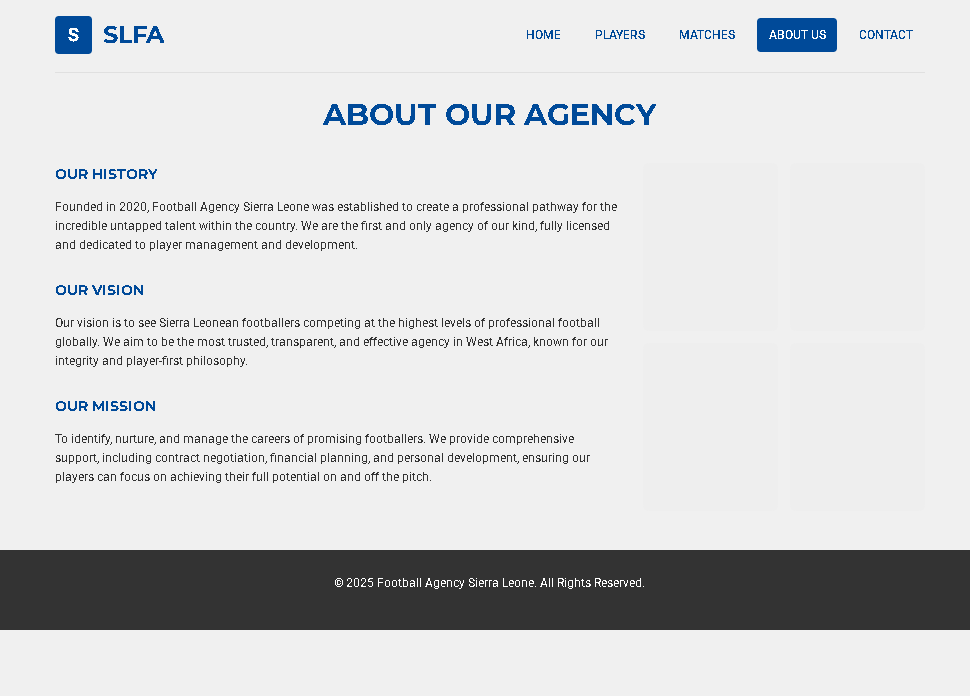 S SLFA
HOME PLAYERS MATCHES ABOUT US CONTACT
ABOUT OUR AGENCY
OUR HISTORY
Founded in 2020, Football Agency Sierra Leone was established to create a professional pathway for the
incredible untapped talent within the country. We are the first and only agency of our kind, fully licensed
and dedicated to player management and development.
OUR VISION
Our vision is to see Sierra Leonean footballers competing at the highest levels of professional football
globally. We aim to be the most trusted, transparent, and effective agency in West Africa, known for our
integrity and player-first philosophy.
OUR MISSION
To identify, nurture, and manage the careers of promising footballers. We provide comprehensive
support, including contract negotiation, financial planning, and personal development, ensuring our
players can focus on achieving their full potential on and off the pitch.
© 2025 Football Agency Sierra Leone. All Rights Reserved.